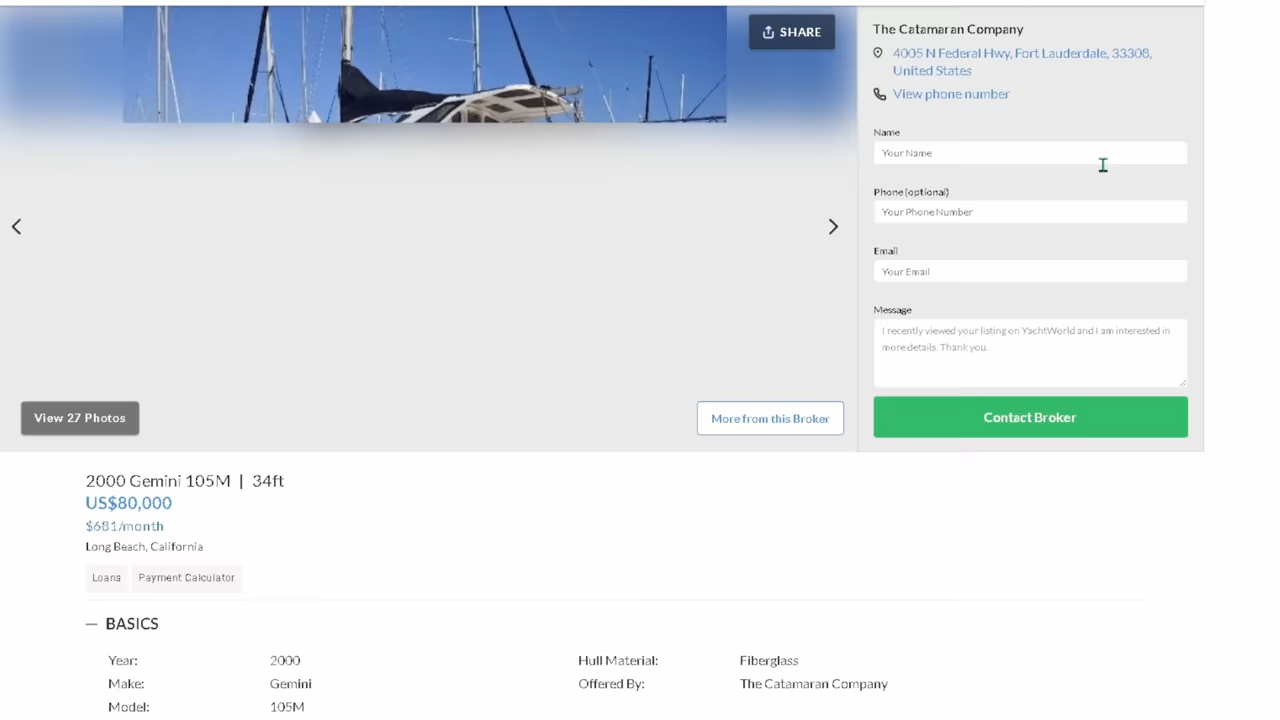 SHARE
The Catamaran Company
4005 N Federal Hwy, Fort Lauderdale, 33308,
United States
View phone number
Name
Your Name
Phone (optional)
Your Phone Number
Email
Your Email
Message
I recently viewed your listing on YachtWorld and I am interested in
more details. Thank you.
View 27 Photos
More from this Broker
Contact Broker
2000 Gemini 105M | 34ft
US$80,000
$681/month
Long Beach, California
Loans
Payment Calculator
— BASICS
Year: 2000
Hull Material: Fiberglass
Make: Gemini
Offered By: The Catamaran Company
Model: 105M